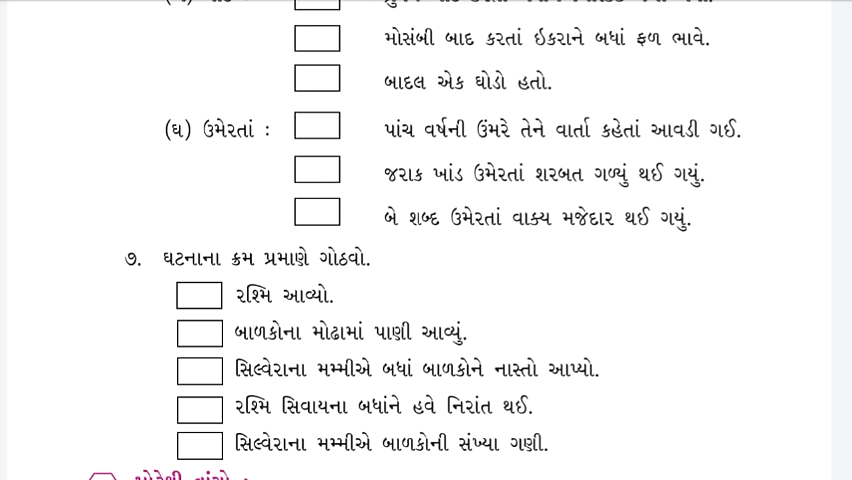 મોસંબી બાદ કરતાં ઇકરાને બધાં ફળ ભાવે.
બાદલ એક ઘોડો હતો.
(ઘ) ઉમેરતાં : પાંચ વર્ષની ઉંમરે તેને વાર્તા કહેતાં આવડી ગઈ.
જરાક ખાંડ ઉમેરતાં શરબત ગળ્યું થઈ ગયું.
બે શબ્દ ઉમેરતાં વાક્ય મજેદાર થઈ ગયું.
૭. ઘટનાના ક્રમ પ્રમાણે ગોઠવો.
રશ્મિ આવ્યો.
બાળકોના મોઢામાં પાણી આવ્યું.
સિલ્વેરાના મમ્મીએ બધાં બાળકોને નાસ્તો આપ્યો.
રશ્મિ સિવાયના બધાંને હવે નિરાંત થઈ.
સિલ્વેરાના મમ્મીએ બાળકોની સંખ્યા ગણી.